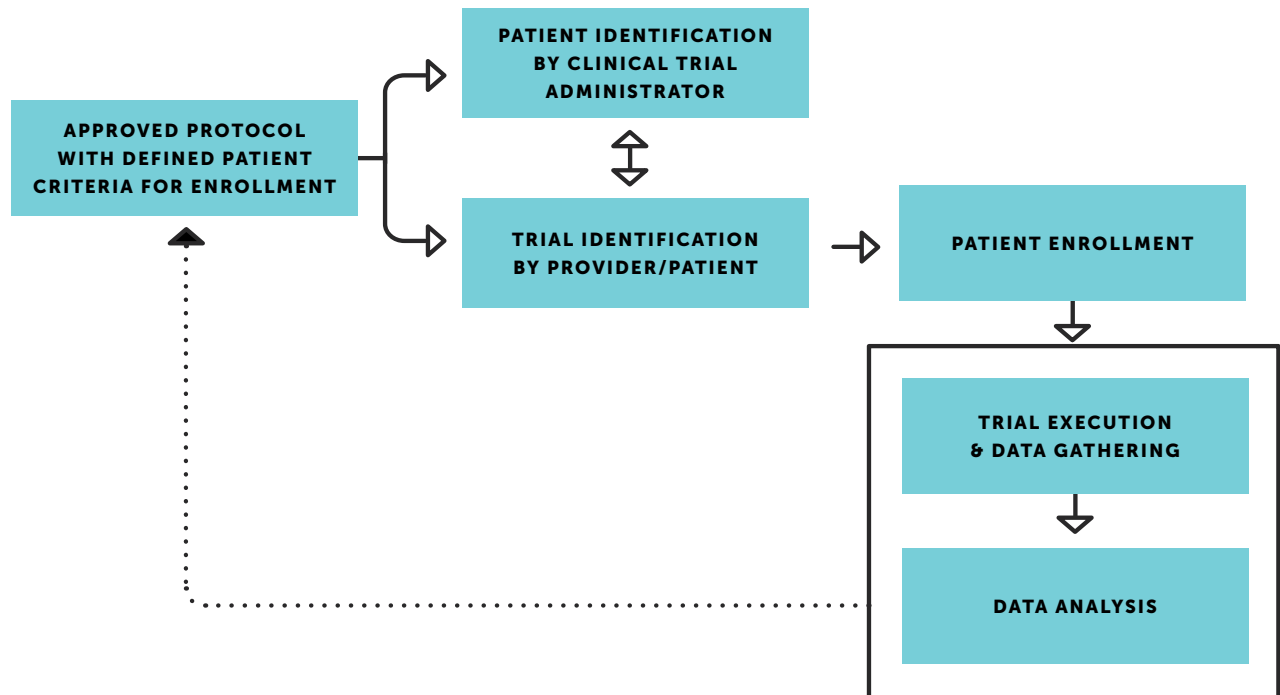 PATIENT IDENTIFICATION
BY CLINICAL TRIAL
ADMINISTRATOR
APPROVED PROTOCOL
WITH DEFINED PATIENT
CRITERIA FOR ENROLLMENT
TRIAL IDENTIFICATION
BY PROVIDER/PATIENT
PATIENT ENROLLMENT
TRIAL EXECUTION
& DATA GATHERING
DATA ANALYSIS